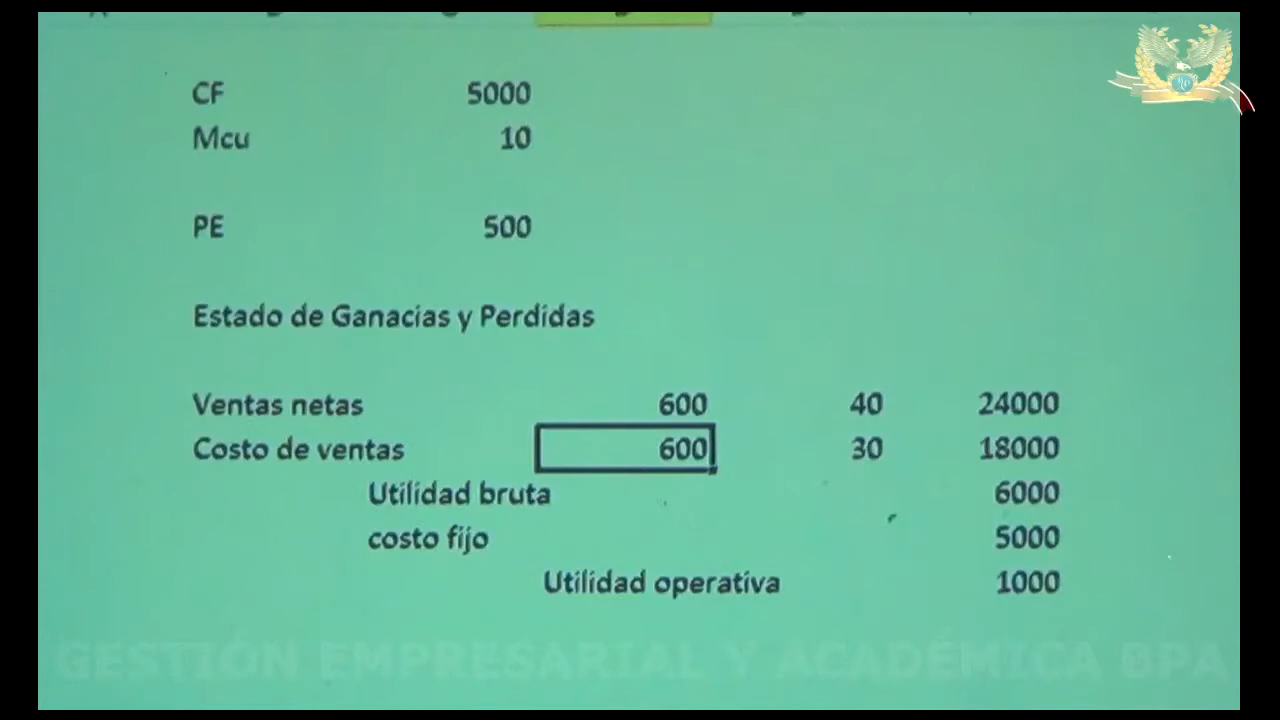 CF 5000
Mcu 10
PE 500
Estado de Ganacias y Perdidas
Ventas netas 600 40 24000
Costo de ventas 600 30 18000
Utilidad bruta 6000
costo fijo 5000
Utilidad operativa 1000
GESTIÓN EMPRESARIAL Y ACADÉMICA BPA